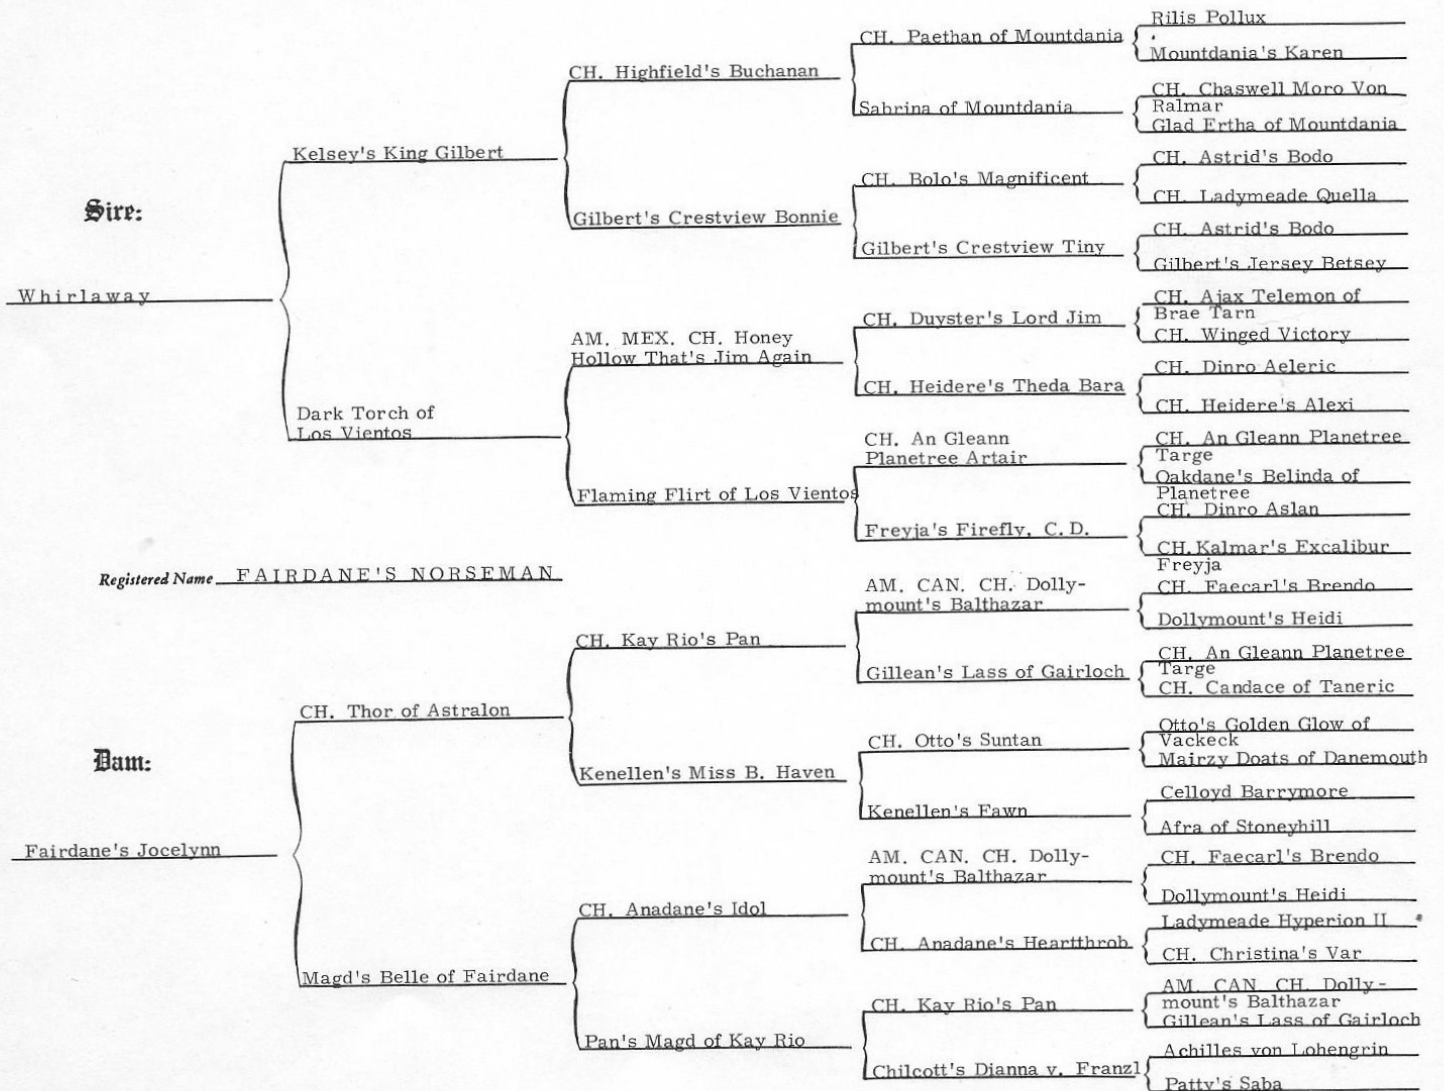 Rilis Pollux
CH. Paethan of Mountdania
Mountdania's Karen
CH. Highfield's Buchanan
CH. Chaswell Moro Von
Ralmar
Sabrina of Mountdania
Glad Ertha of Mountdania
Kelsey's King Gilbert
CH. Astrid's Bodo
CH. Bolo's Magnificent
CH. Ladymeade Quella
Gilbert's Crestview Bonnie
CH. Astrid's Bodo
Gilbert's Crestview Tiny
Gilbert's Jersey Betsey
Sire:
Whirlaway
CH. Ajax Telemon of
Brae Tarn
CH. Duyster's Lord Jim
CH. Winged Victory
AM. MEX. CH. Honey
Hollow That's Jim Again
CH. Dinro Aeleric
CH. Heidere's Theda Bara
CH. Heidere's Alexi
Dark Torch of
Los Vientos
CH. An Gleann
Planetree Artair
CH. An Gleann Planetree
Targe
Oakdane's Belinda of
Planetree
Flaming Flirt of Los Vientos
CH. Dinro Aslan
Freyja's Firefly, C.D.
CH. Kalmar's Excalibur
Freyja
Registered Name FAIRDANE'S NORSEMAN
AM. CAN. CH. Dolly-
mount's Balthazar
CH. Faecarl's Brendo
Dollymount's Heidi
CH. Kay Rio's Pan
CH. An Gleann Planetree
Targe
Gillean's Lass of Gairloch
CH. Candace of Taneric
CH. Thor of Astralon
Otto's Golden Glow of
Vackeck
CH. Otto's Suntan
Mairzy Doats of Danemouth
Kenellen's Miss B. Haven
Celloyd Barrymore
Kenellen's Fawn
Afra of Stoneyhill
Dam:
Fairdane's Jocelynn
AM. CAN. CH. Dolly-
mount's Balthazar
CH. Faecarl's Brendo
Dollymount's Heidi
CH. Anadane's Idol
Ladymeade Hyperion II
CH. Anadane's Heartthrob
CH. Christina's Var
Magd's Belle of Fairdane
AM. CAN. CH. Dolly-
mount's Balthazar
CH. Kay Rio's Pan
Gillean's Lass of Gairloch
Pan's Magd of Kay Rio
Achilles von Lohengrin
Chilcott's Dianna v. Franzl
Patty's Saba